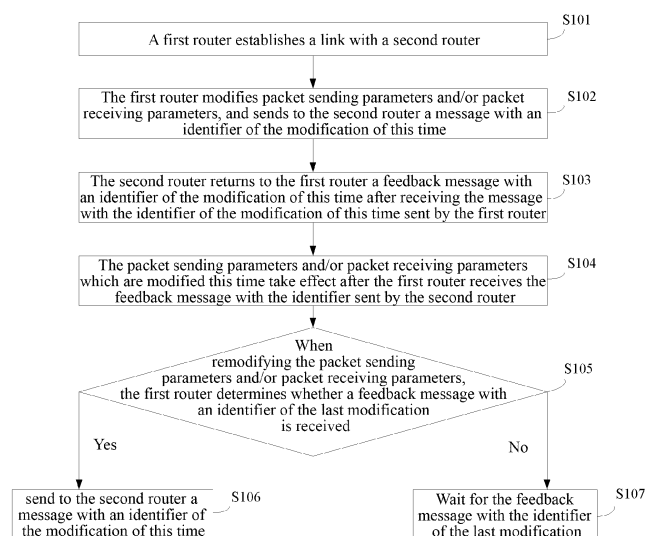 S101
A first router establishes a link with a second router
S102
The first router modifies packet sending parameters and/or packet
receiving parameters, and sends to the second router a message with an
identifier of the modification of this time
S103
The second router returns to the first router a feedback message with
an identifier of the modification of this time after receiving the message
with the identifier of the modification of this time sent by the first router
S104
The packet sending parameters and/or packet receiving parameters
which are modified this time take effect after the first router receives the
feedback message with the identifier sent by the second router
When
remodifying the packet sending
parameters and/or packet receiving parameters,
the first router determines whether a feedback message with
an identifier of the last modification
is received
S105
Yes
No
send to the second router a
message with an identifier of
the modification of this time
S106
Wait for the feedback
message with the identifier
of the last modification
S107